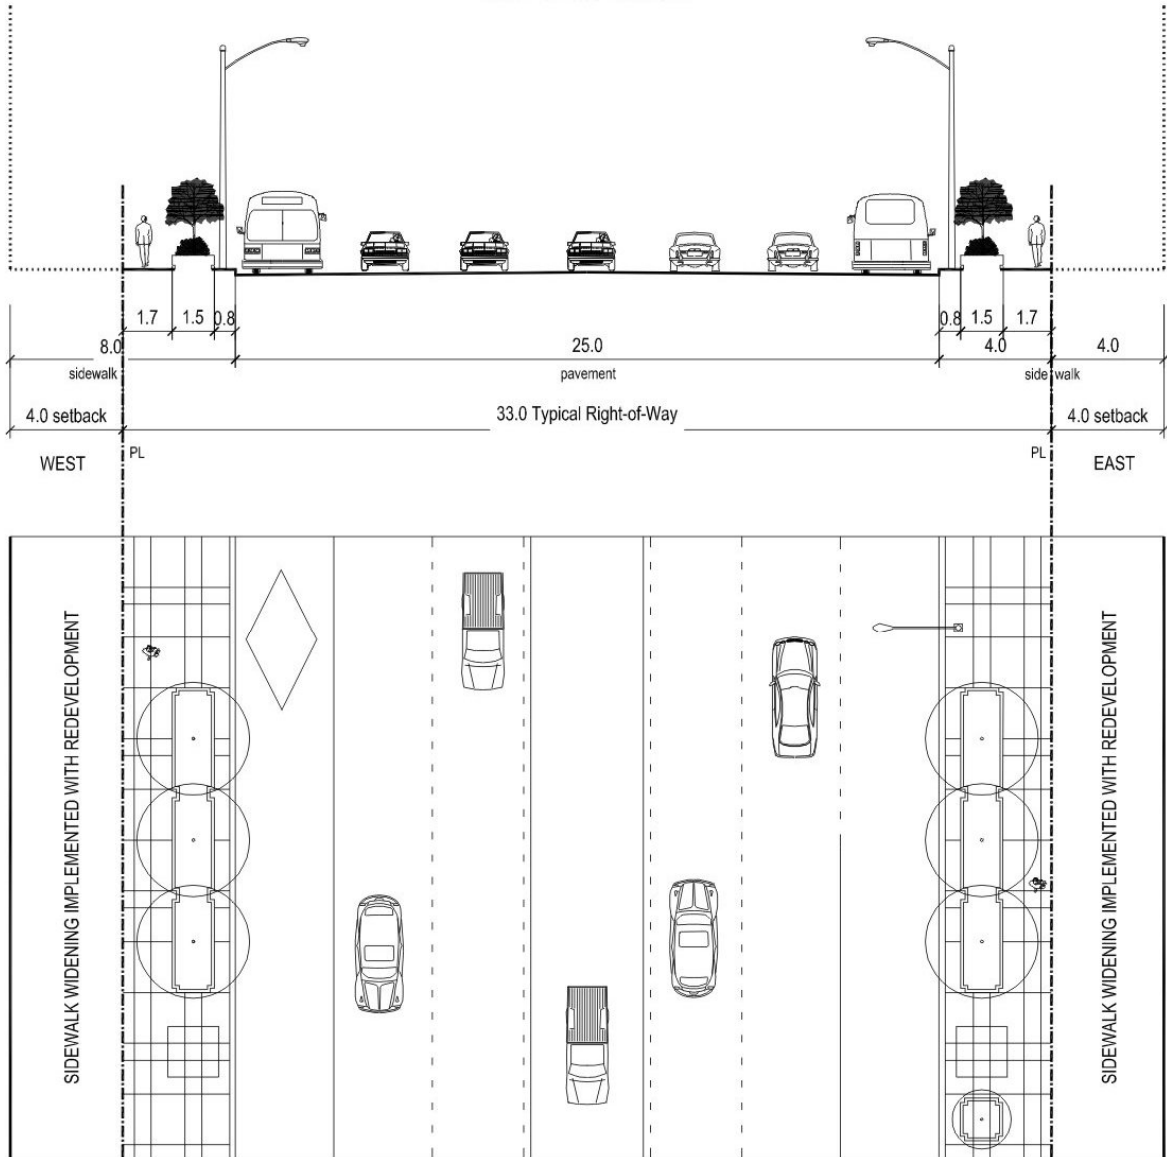 1.7 1.5 0.8 0.8 1.5 1.7
8.0 25.0 4.0 4.0
sidewalk pavement side walk
4.0 setback 33.0 Typical Right-of-Way 4.0 setback
PL PL
WEST EAST
SIDEWALK WIDENING IMPLEMENTED WITH REDEVELOPMENT
SIDEWALK WIDENING IMPLEMENTED WITH REDEVELOPMENT